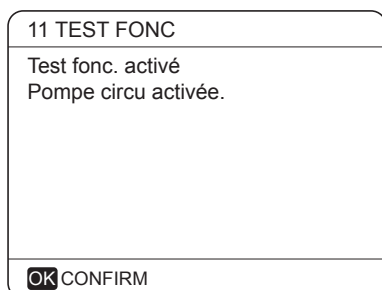 11 TEST FONC
Test fonc. activé
Pompe circu activée.
OK CONFIRM